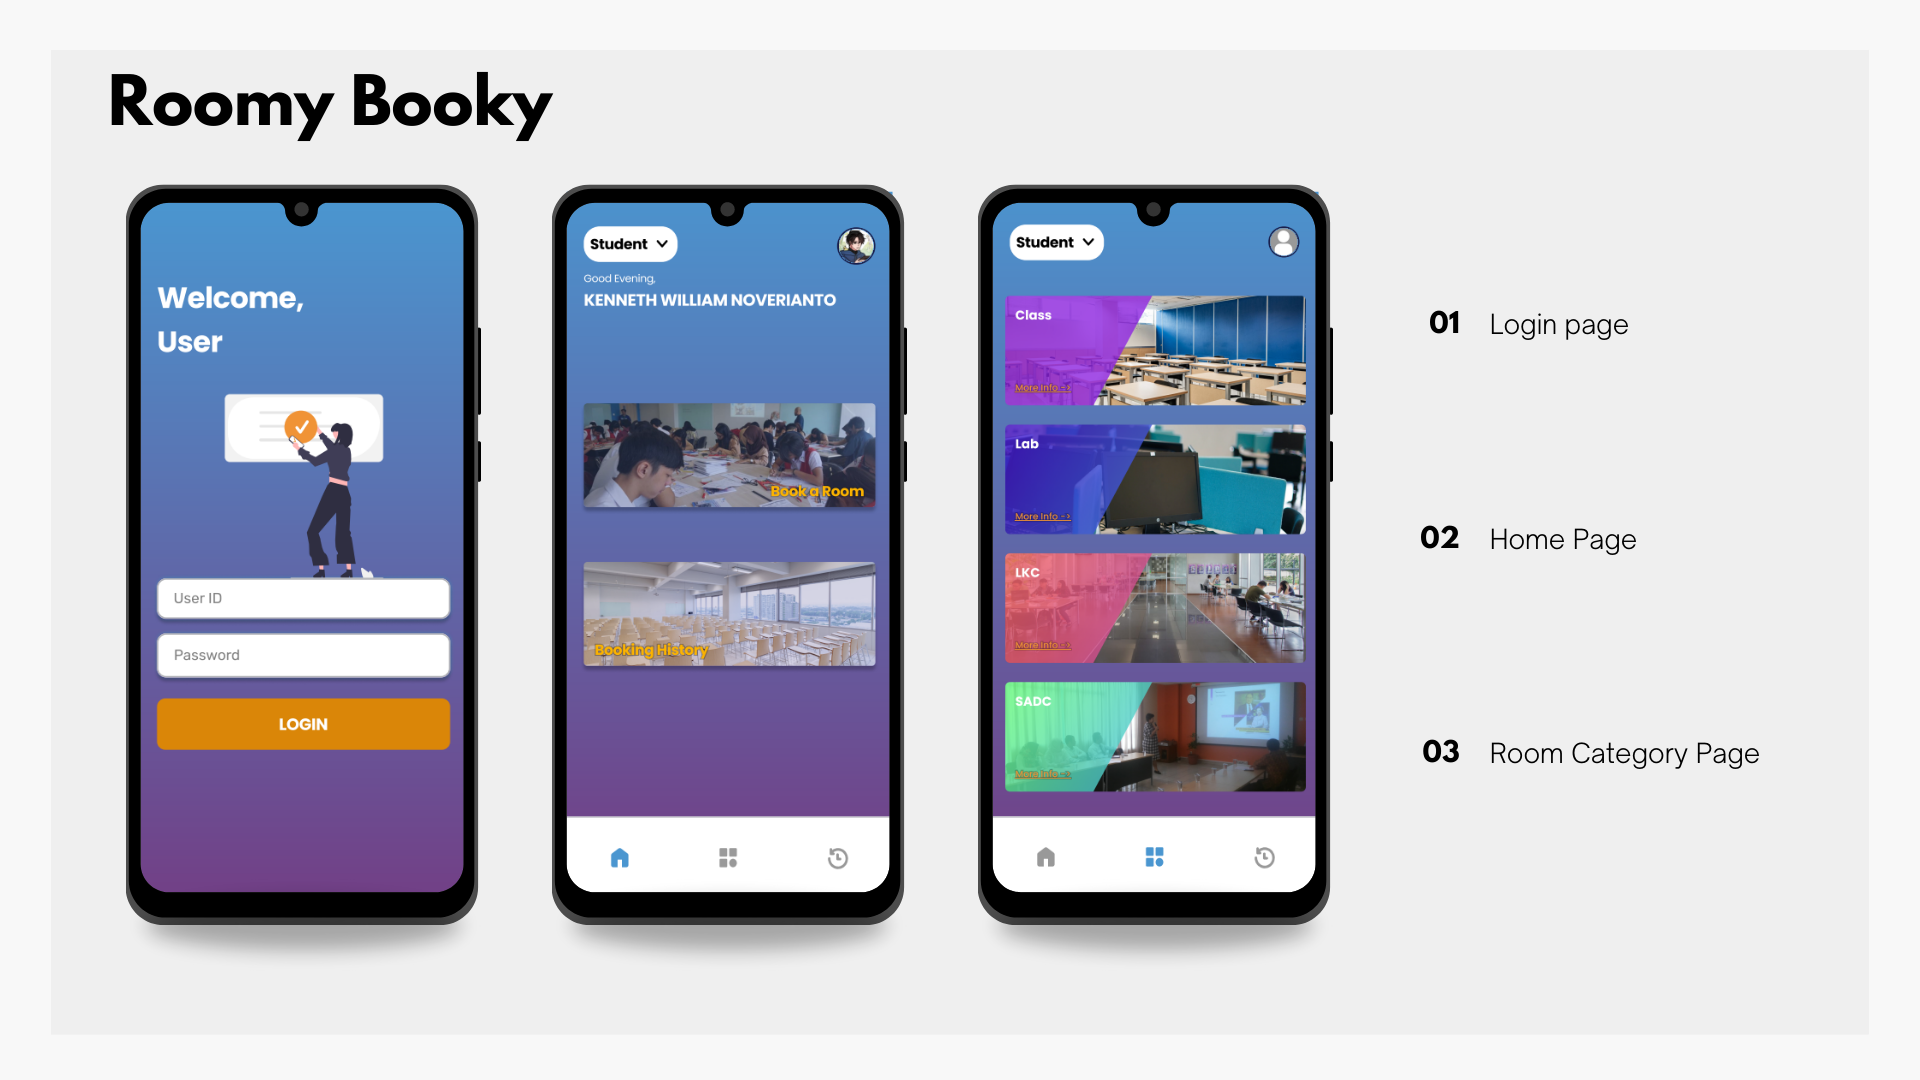 Roomy Booky
Welcome,
User
User ID
Password
LOGIN
Student
Good Evening,
KENNETH WILLIAM NOVERIANTO
Book a Room
Booking History
Student
Class
More Info ->
Lab
More Info ->
LKC
More Info ->
SADC
More Info ->
01 Login page
02 Home Page
03 Room Category Page